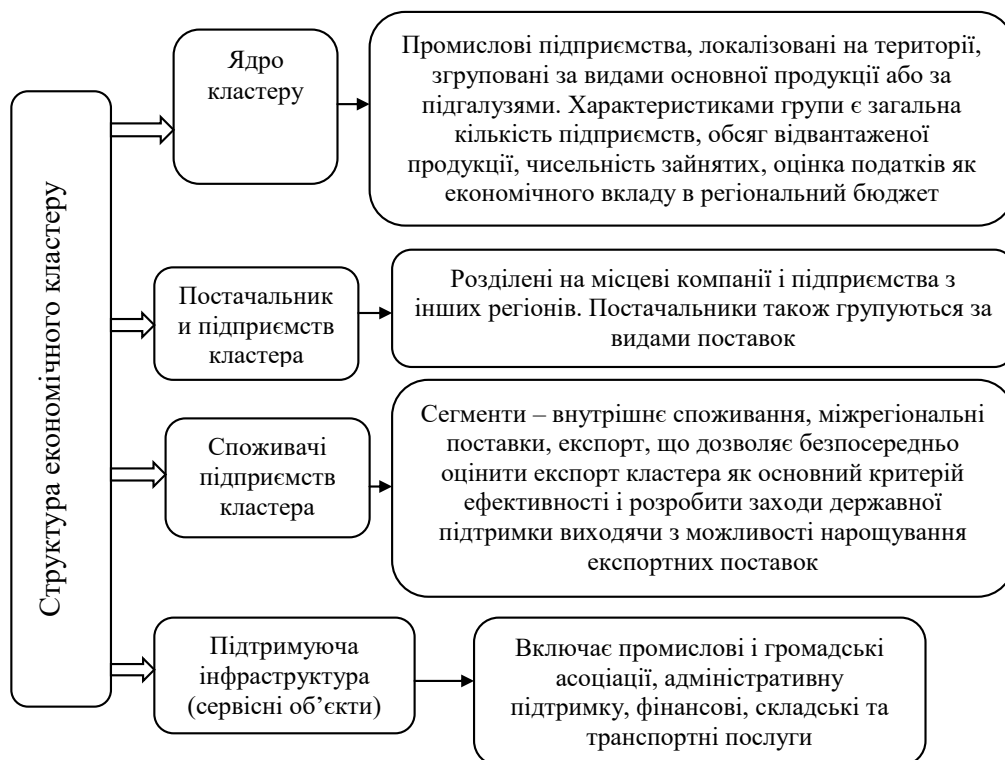 Структура економічного кластеру
Ядро
кластеру
Промислові підприємства, локалізовані на території,
згруповані за видами основної продукції або за
підгалузями. Характеристиками групи є загальна
кількість підприємств, обсяг відвантаженої
продукції, чисельність зайнятих, оцінка податків як
економічного вкладу в регіональний бюджет
Постачальник
и підприємств
кластера
Розділені на місцеві компанії і підприємства з
інших регіонів. Постачальники також групуються за
видами поставок
Споживачі
підприємств
кластера
Сегменти – внутрішнє споживання, міжрегіональні
поставки, експорт, що дозволяє безпосередньо
оцінити експорт кластера як основний критерій
ефективності і розробити заходи державної
підтримки виходячи з можливості нарощування
експортних поставок
Підтримуюча
інфраструктура
(сервісні об’єкти)
Включає промислові і громадські
асоціації, адміністративну
підтримку, фінансові, складські та
транспортні послуги